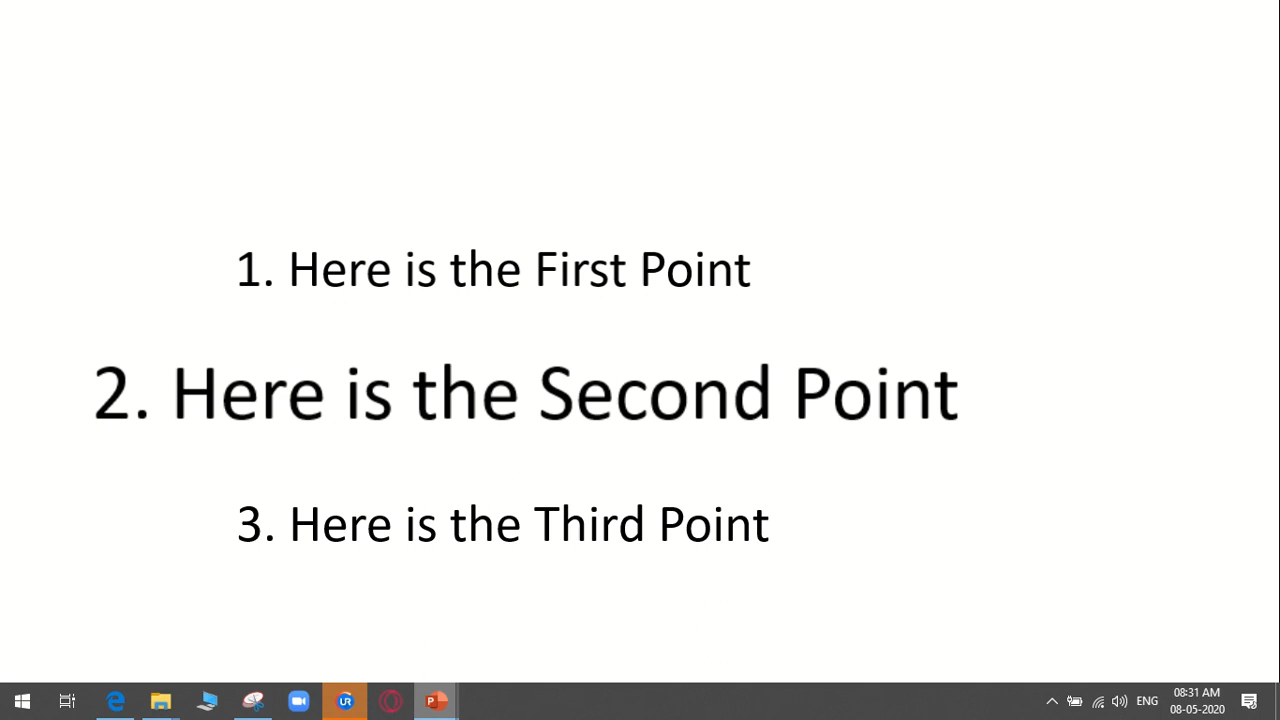 1. Here is the First Point
2. Here is the Second Point
3. Here is the Third Point
UR
P
ENG
08:31 AM
08-05-2020